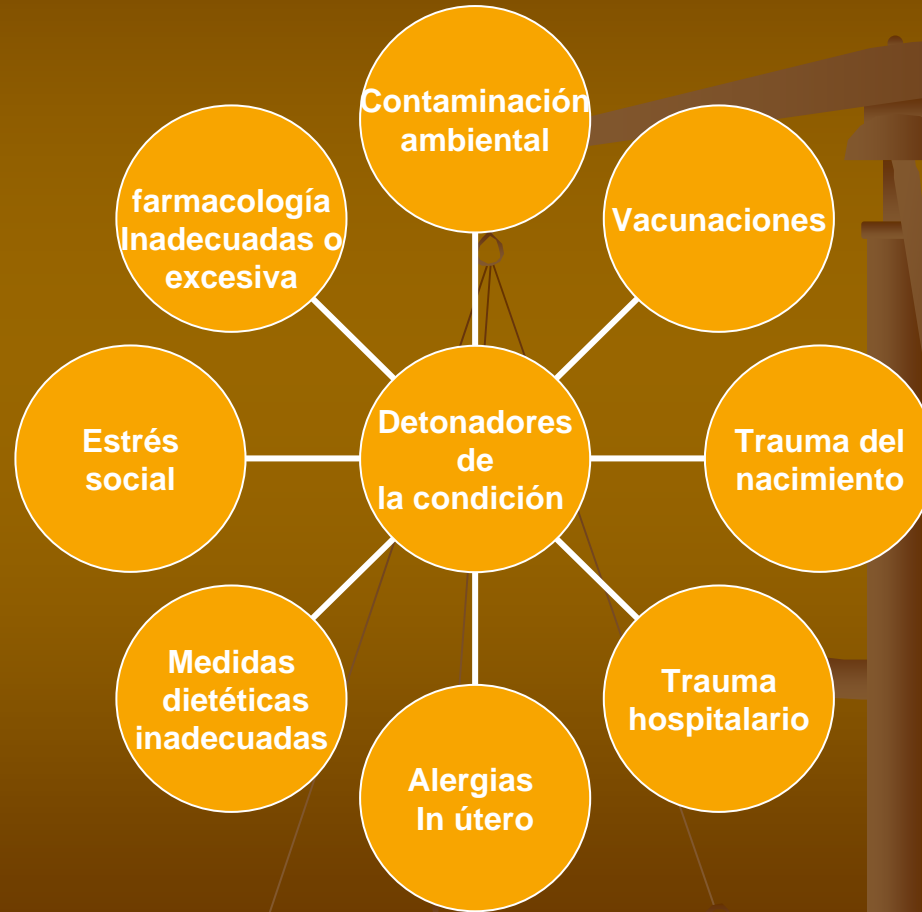 Contaminación
ambiental
Vacunaciones
Trauma del
nacimiento
Trauma
hospitalario
Alergias
In útero
Medidas
dietéticas
inadecuadas
Estrés
social
farmacología
Inadecuadas o
excesiva
Detonadores
de
la condición